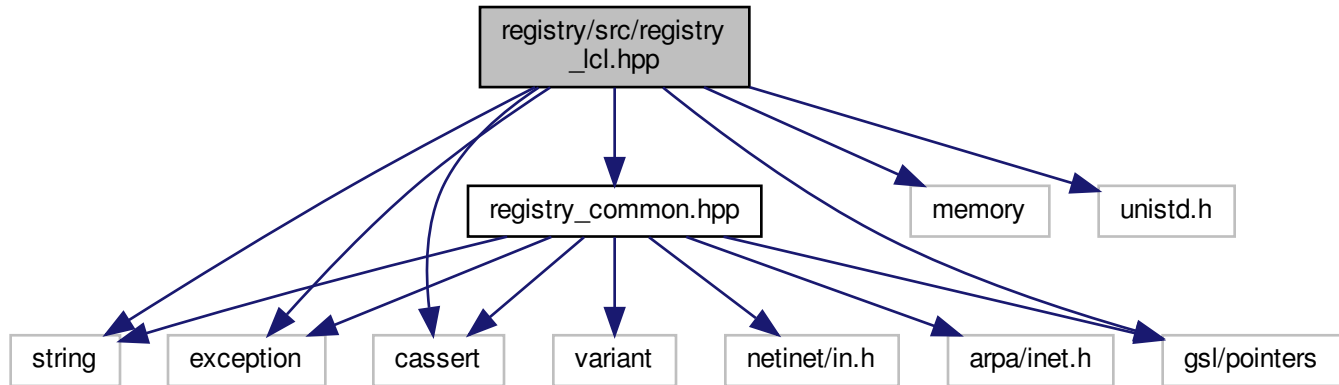 registry/src/registry
_lcl.hpp
registry_common.hpp
memory
unistd.h
string
exception
cassert
variant
netinet/in.h
arpa/inet.h
gsl/pointers